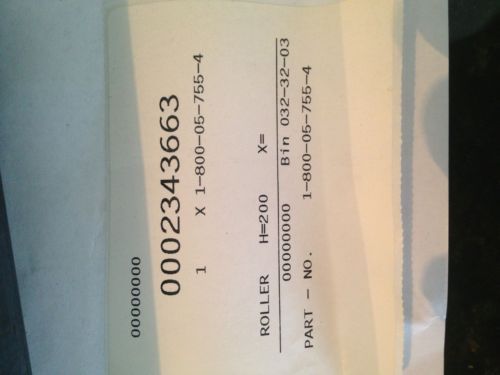 00000000
0002343663
1 X 1-800-05-755-4
ROLLER H=200 X=
00000000 Bin 032-32-03
PART - NO. 1-800-05-755-4